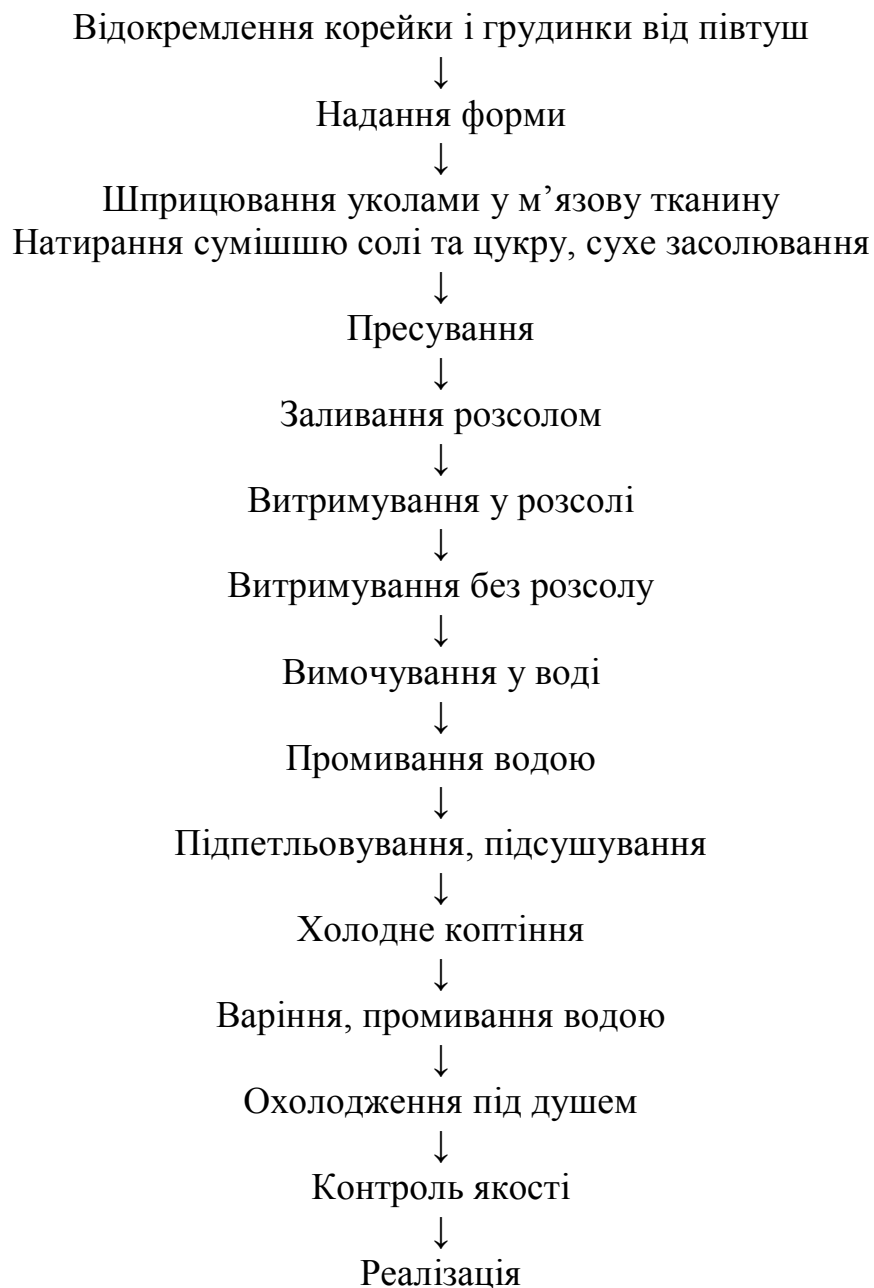 Відокремлення корейки і грудинки від півтуш
↓
Надання форми
↓
Шприцювання уколами у м’язову тканину
Натирання сумішшю солі та цукру, сухе засолювання
↓
Пресування
↓
Заливання розсолом
↓
Витримування у розсолі
↓
Витримування без розсолу
↓
Вимочування у воді
↓
Промивання водою
↓
Підпетльовування, підсушування
↓
Холодне коптіння
↓
Варіння, промивання водою
↓
Охолодження під душем
↓
Контроль якості
↓
Реалізація